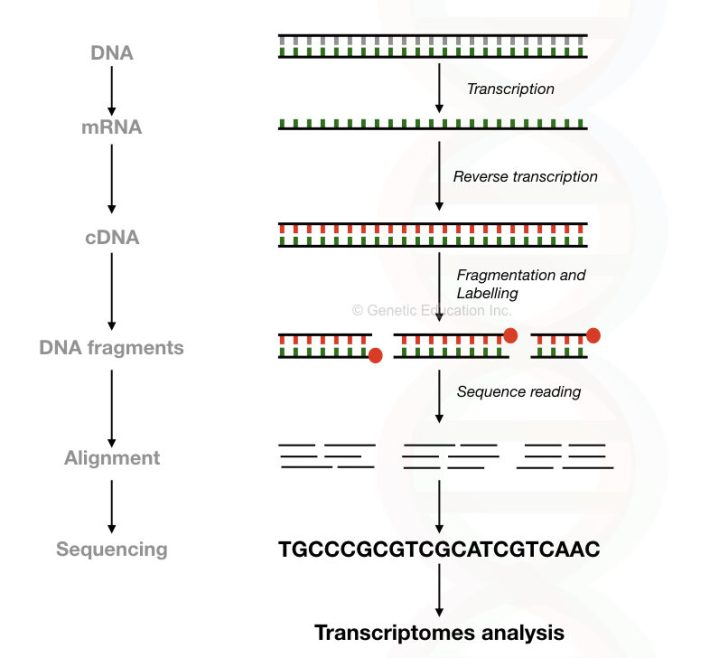 DNA
Transcription
mRNA
Reverse transcription
cDNA
Fragmentation and
Labelling
© Genetic Education Inc.
DNA fragments
Sequence reading
Alignment
Sequencing
TGCCCGCGTCGCATCGTCAAC
Transcriptomes analysis